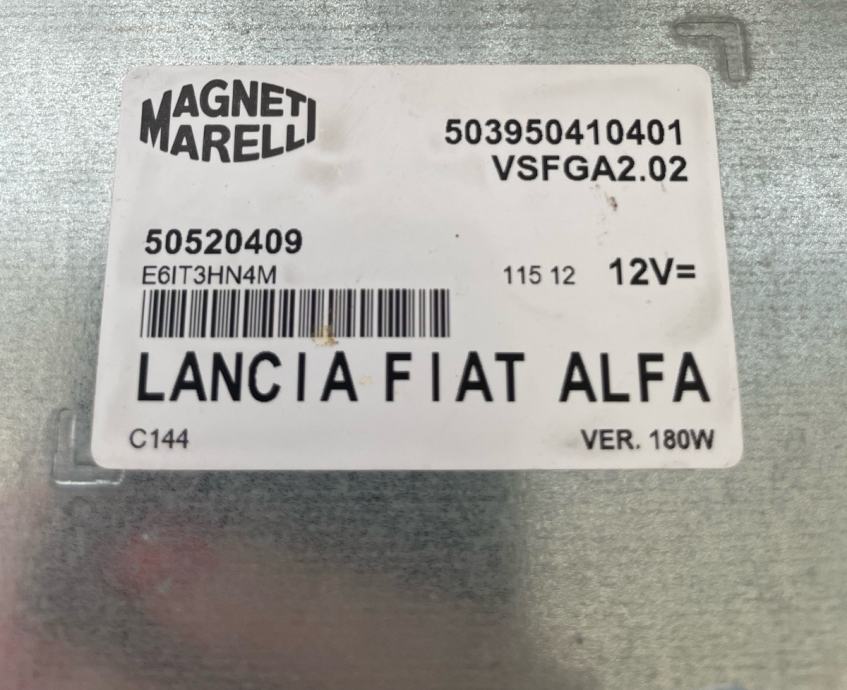 MAGNETI
MARELLI
503950410401
VSFGA2.02
50520409
E6IT3HN4M
115 12 12V=
LANCIA FIAT ALFA
C144 VER. 180W